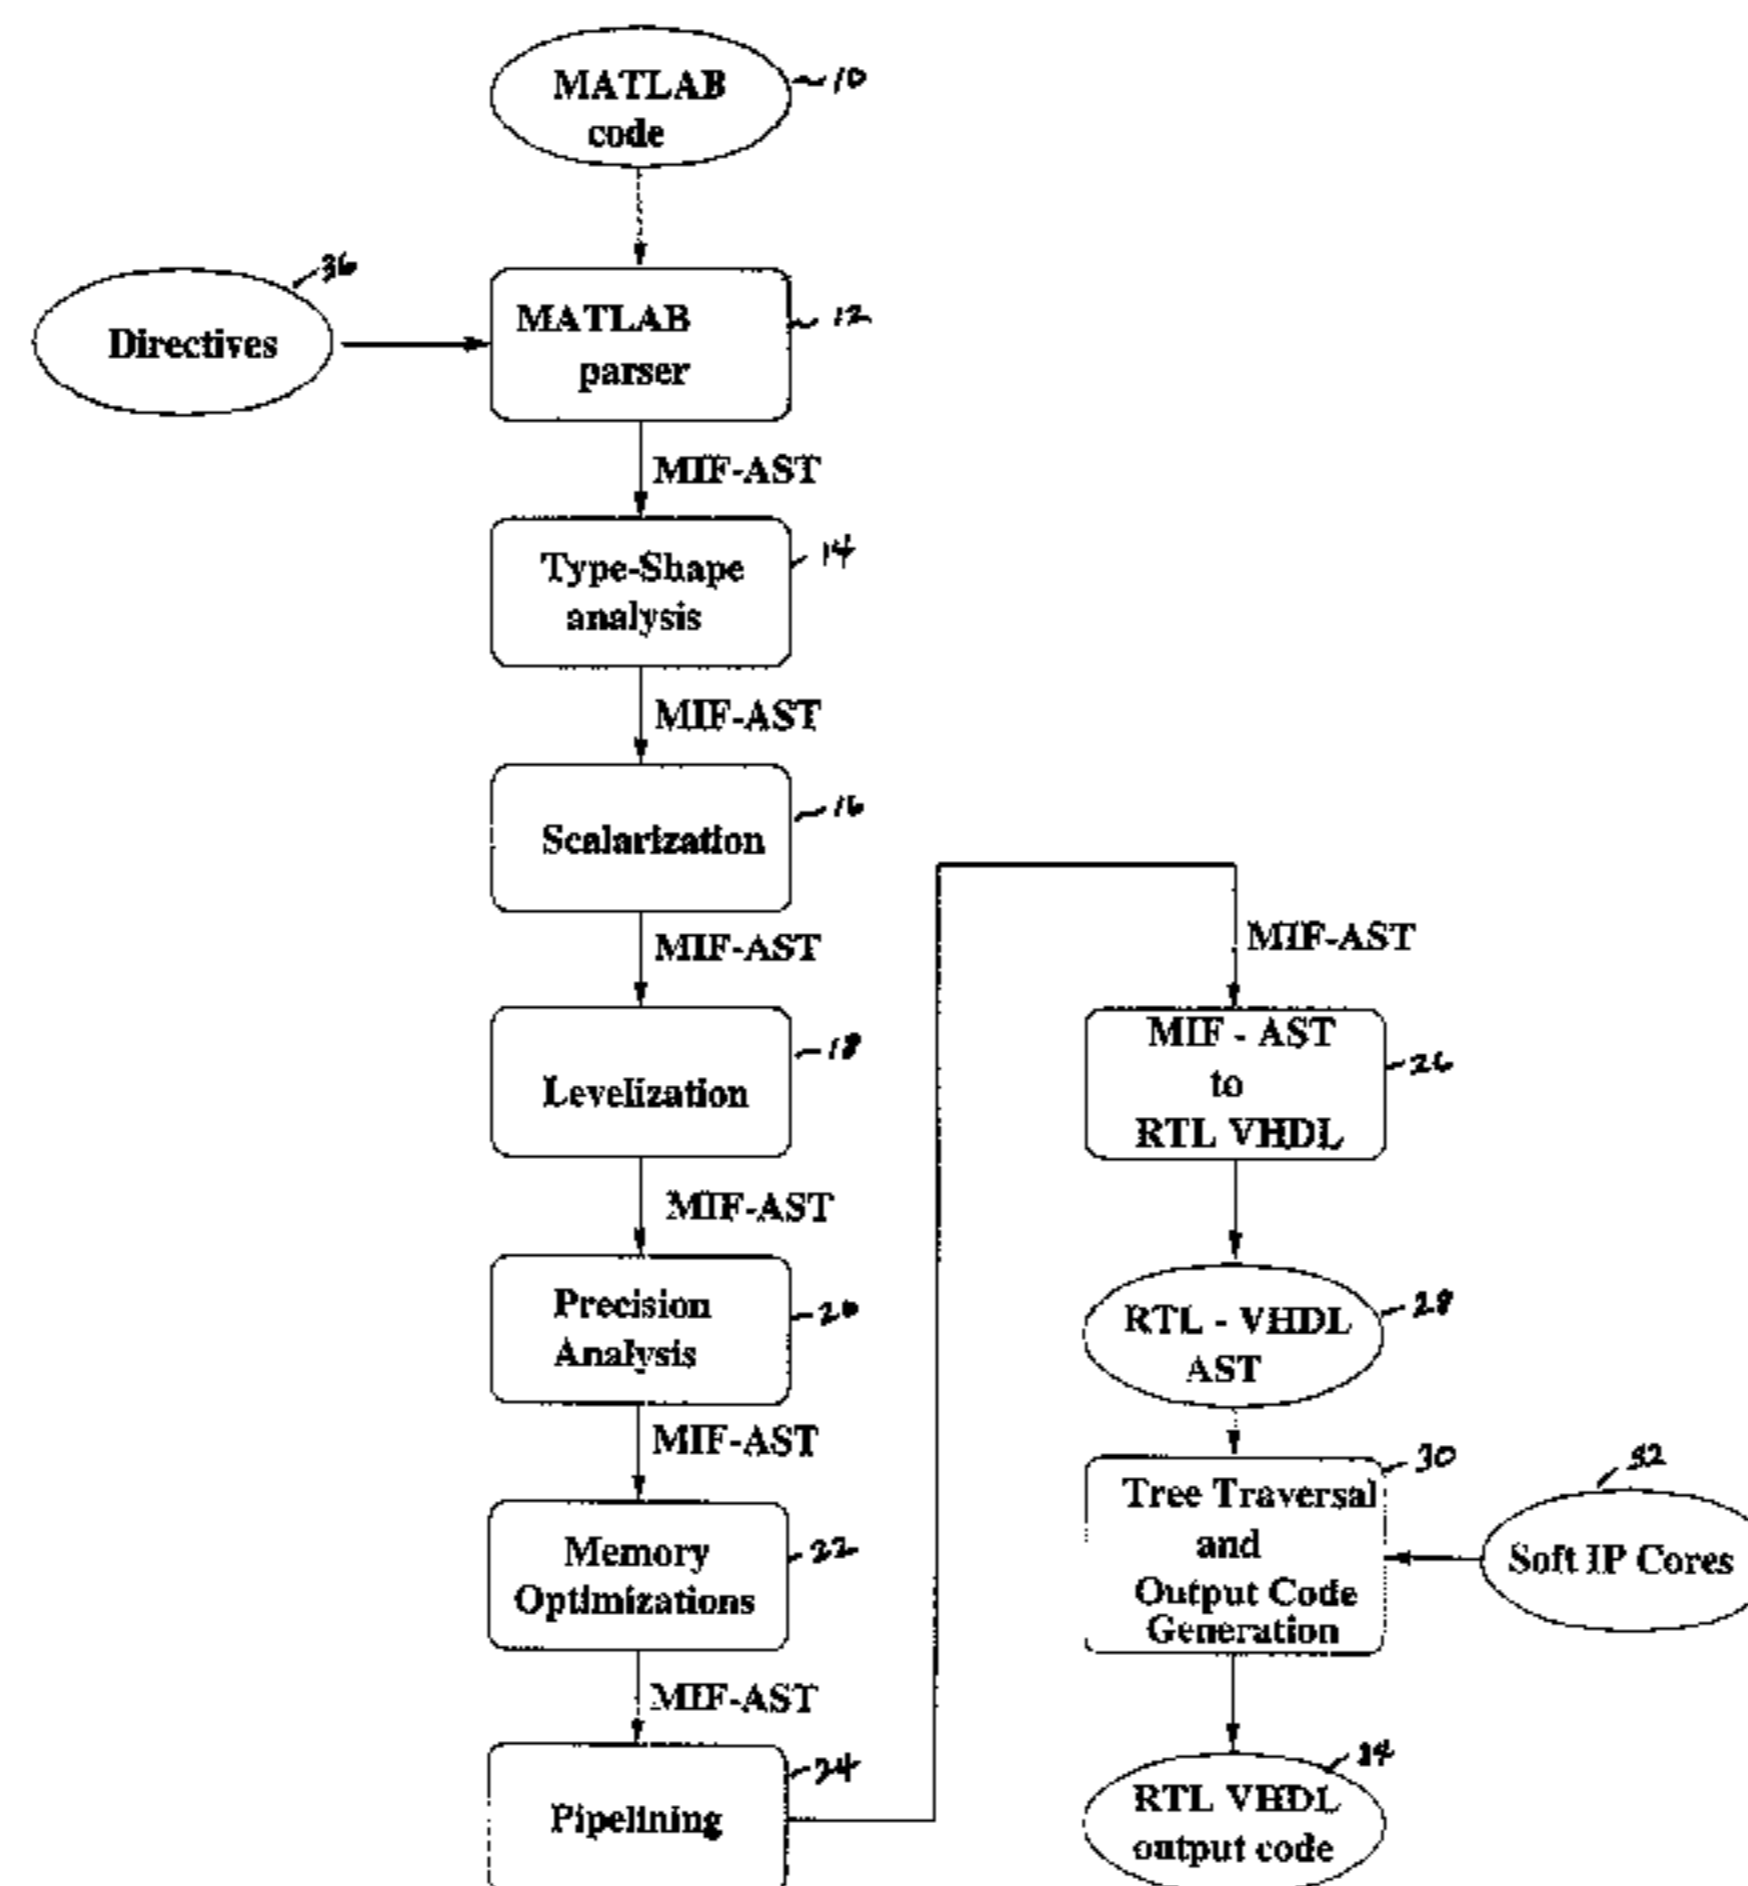 MATLAB
code
10
36
Directives
MATLAB
parser
12
MIF-AST
Type-Shape
analysis
14
MIF-AST
Scalarization
16
MIF-AST
Levelization
18
MIF-AST
Precision
Analysis
20
MIF-AST
Memory
Optimizations
22
MIF-AST
Pipelining
24
MIF-AST
MIF - AST
to
RTL VHDL
26
RTL - VHDL
AST
28
Tree Traversal
and
Output Code
Generation
30
Soft IP Cores
RTL VHDL
output code